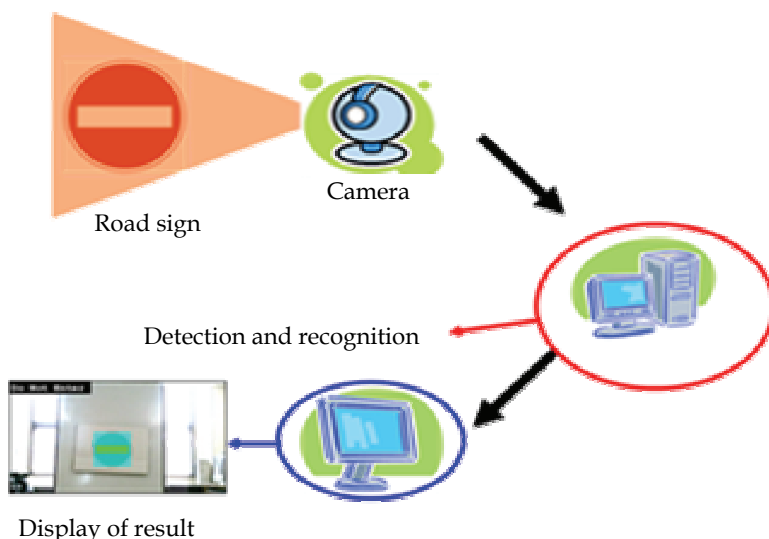 Camera
Road sign
Detection and recognition
Display of result